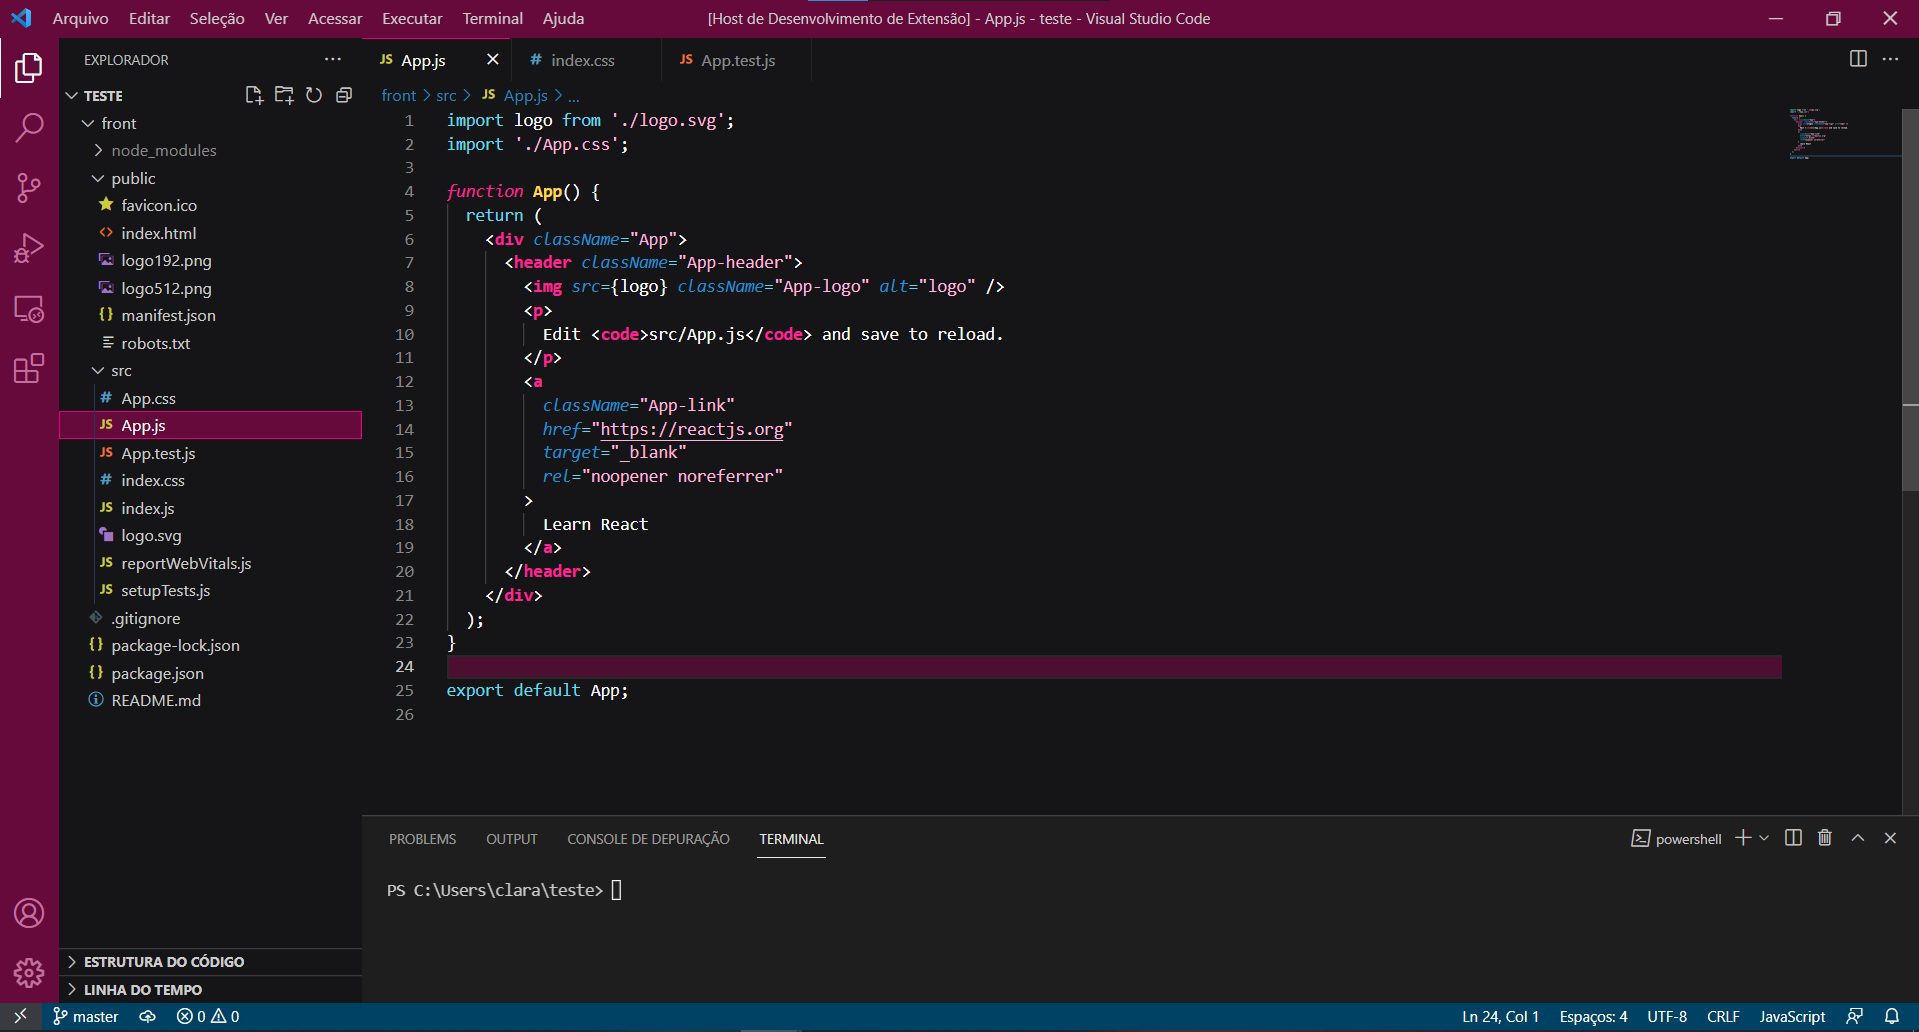 Arquivo Editar Seleção Ver Acessar Executar Terminal Ajuda [Host de Desenvolvimento de Extensão] - App.js - teste - Visual Studio Code
EXPLORADOR
TESTE
front
node_modules
public
favicon.ico
index.html
logo192.png
logo512.png
manifest.json
robots.txt
src
# App.css
JS App.js
JS App.test.js
# index.css
JS index.js
logo.svg
JS reportWebVitals.js
JS setupTests.js
.gitignore
{} package-lock.json
{} package.json
README.md
ESTRUTURA DO CÓDIGO
LINHA DO TEMPO
JS App.js # index.css JS App.test.js
front > src > JS App.js > ...
1 import logo from './logo.svg';
2 import './App.css';
3
4 function App() {
5 return (
6 <div className="App">
7 <header className="App-header">
8 <img src={logo} className="App-logo" alt="logo" />
9 <p>
10 Edit <code>src/App.js</code> and save to reload.
11 </p>
12 <a
13 className="App-link"
14 href="https://reactjs.org"
15 target="_blank"
16 rel="noopener noreferrer"
17 >
18 Learn React
19 </a>
20 </header>
21 </div>
22 );
23 }
24
25 export default App;
26
PROBLEMS OUTPUT CONSOLE DE DEPURAÇÃO TERMINAL powershell
PS C:\Users\clara\teste>
master 0 0 Ln 24, Col 1 Espaços: 4 UTF-8 CRLF JavaScript